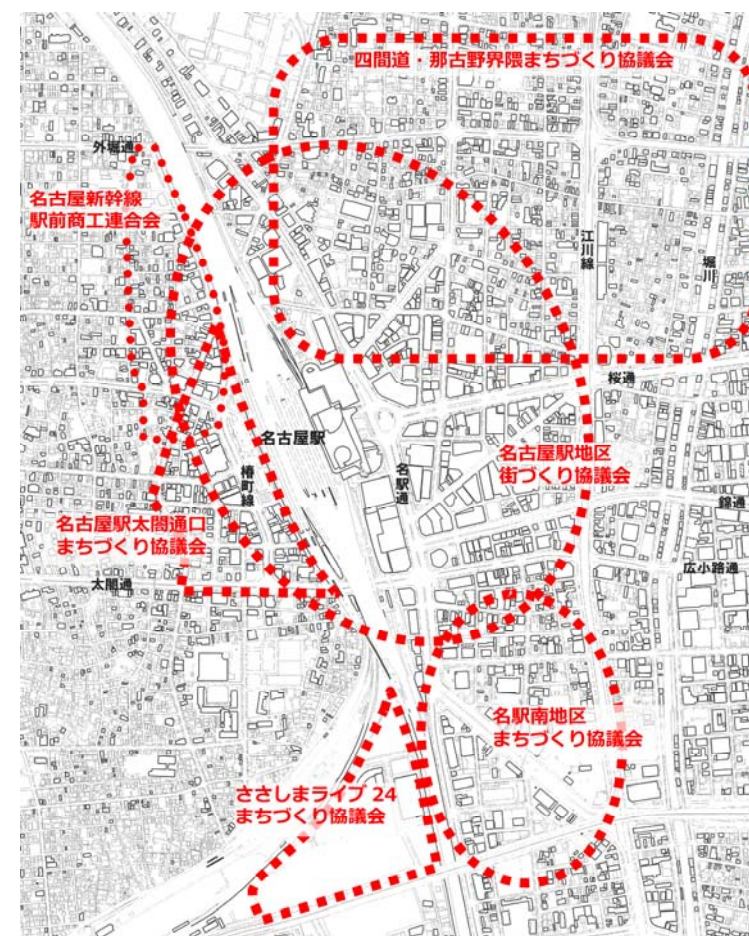 四間道・那古野界隈まちづくり協議会
外堀通
名古屋新幹線
駅前商工連合会
江川線
堀川
桜通
名古屋駅
名駅通
名古屋駅地区
街づくり協議会
椿町線
錦通
名古屋駅太閤通口
まちづくり協議会
広小路通
太閤通
名駅南地区
まちづくり協議会
ささしまライブ 24
まちづくり協議会